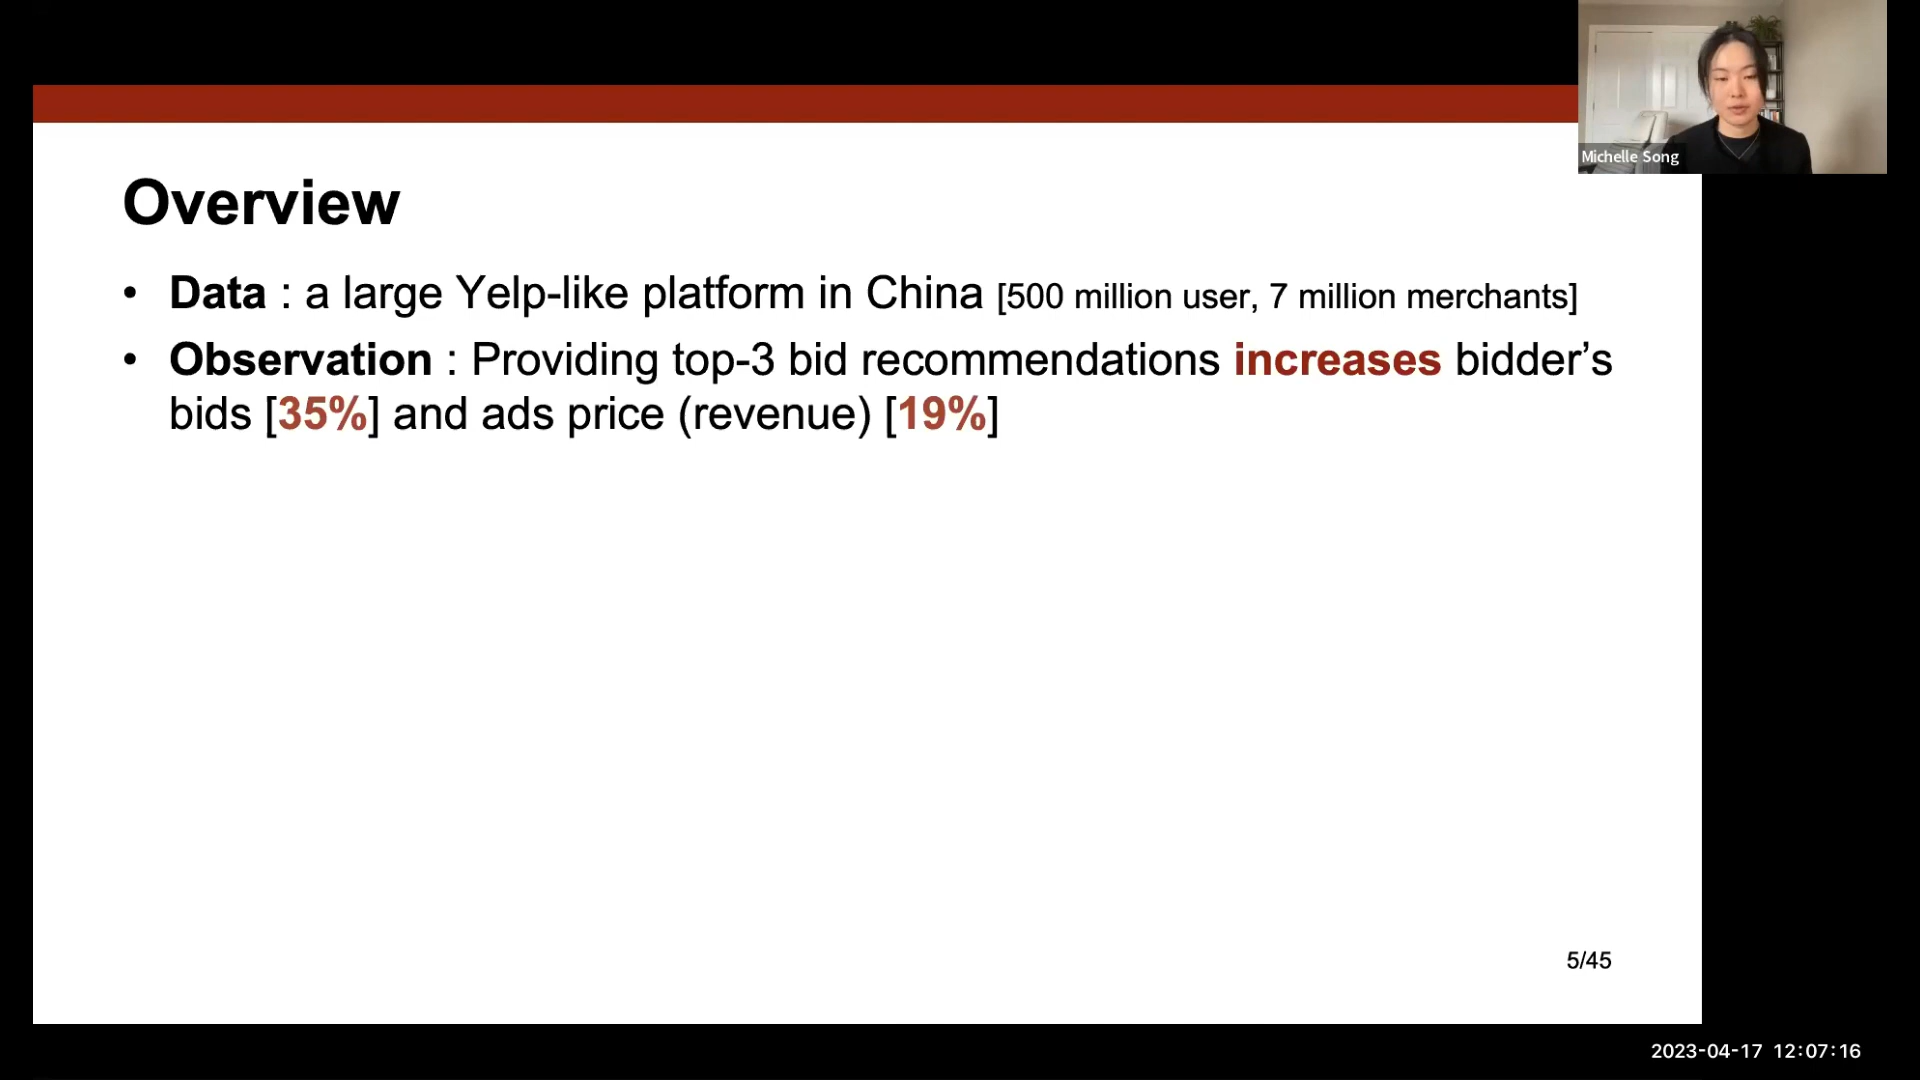 Michelle Song
Overview
• Data : a large Yelp-like platform in China [500 million user, 7 million merchants]
• Observation : Providing top-3 bid recommendations increases bidder’s
bids [35%] and ads price (revenue) [19%]
5/45
2023-04-17 12:07:16